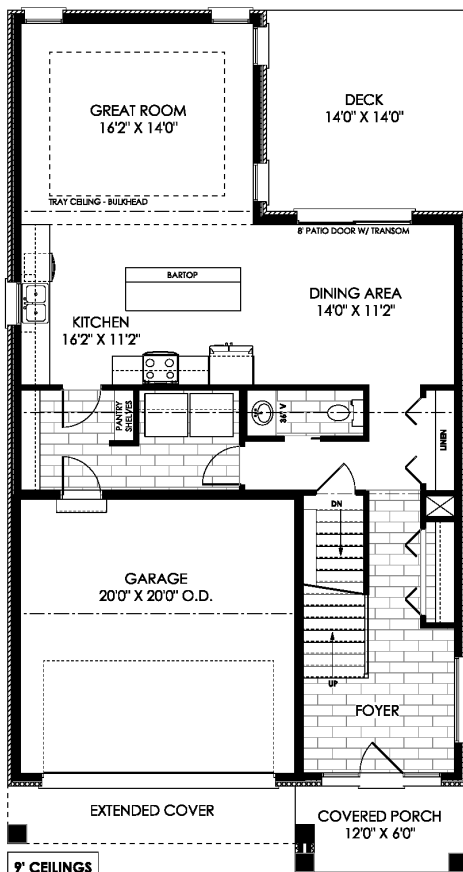 GREAT ROOM
16'2" X 14'0"
DECK
14'0" X 14'0"
TRAY CEILING - BULKHEAD
8' PATIO DOOR W/ TRANSOM
BARTOP
DINING AREA
14'0" X 11'2"
KITCHEN
16'2" X 11'2"
PANTRY
SHELVES
36" V
LINEN
DN
GARAGE
20'0" X 20'0" O.D.
UP
FOYER
EXTENDED COVER
COVERED PORCH
12'0" X 6'0"
9' CEILINGS